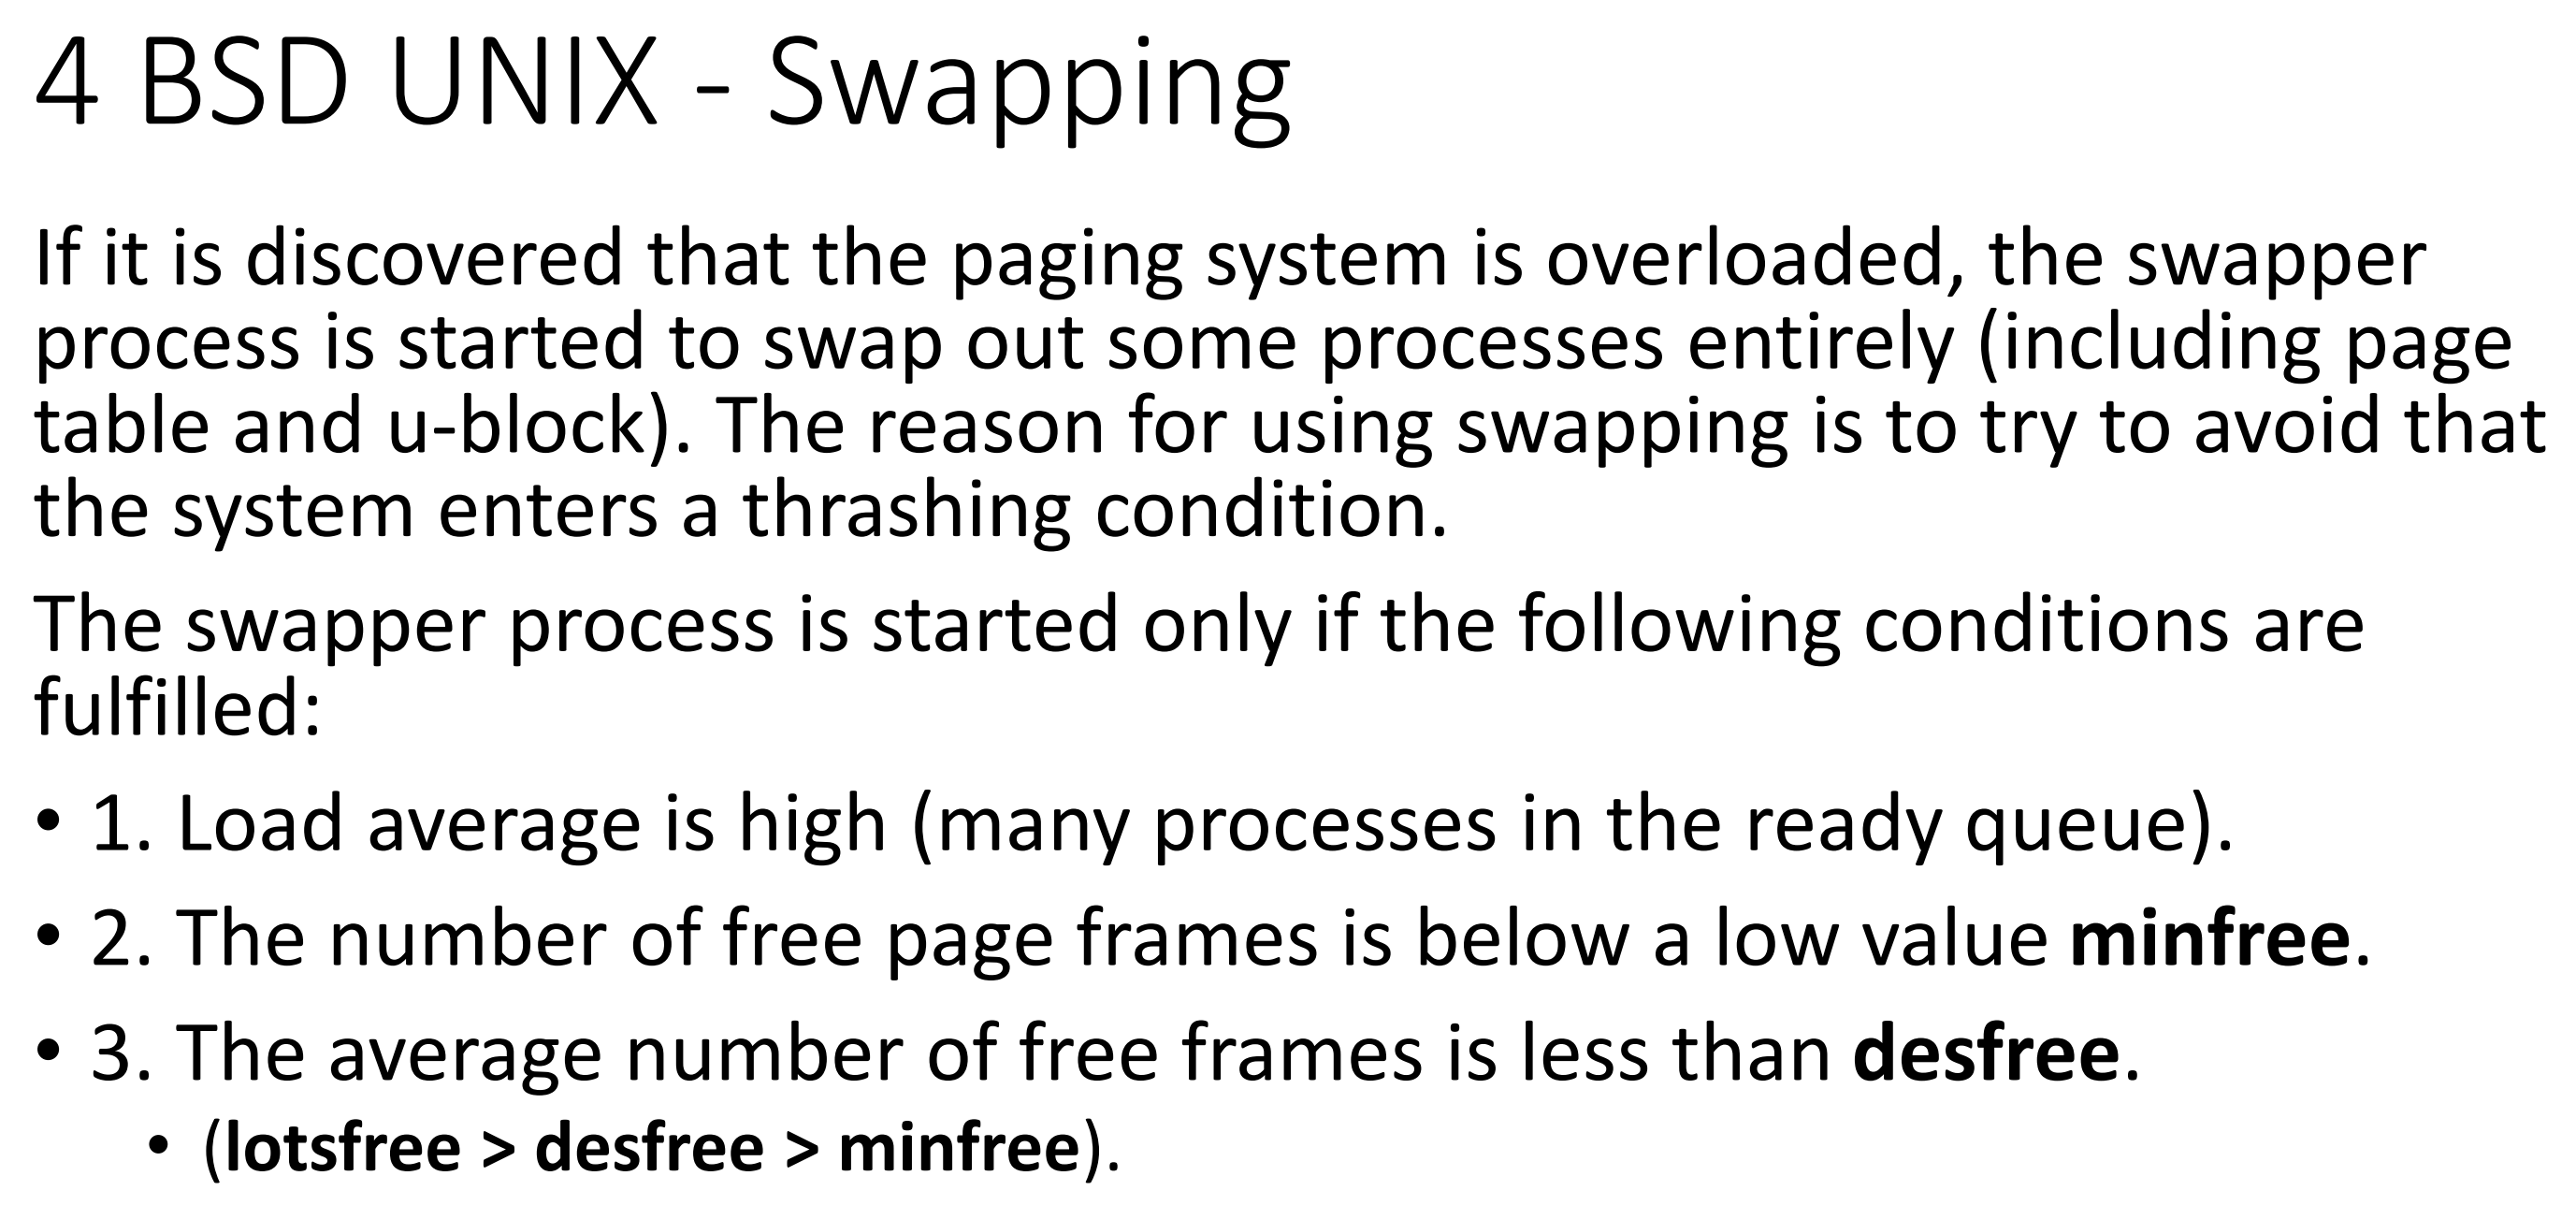 4 BSD UNIX - Swapping
If it is discovered that the paging system is overloaded, the swapper
process is started to swap out some processes entirely (including page
table and u-block). The reason for using swapping is to try to avoid that
the system enters a thrashing condition.
The swapper process is started only if the following conditions are
fulfilled:
• 1. Load average is high (many processes in the ready queue).
• 2. The number of free page frames is below a low value minfree.
• 3. The average number of free frames is less than desfree.
• (lotsfree > desfree > minfree).